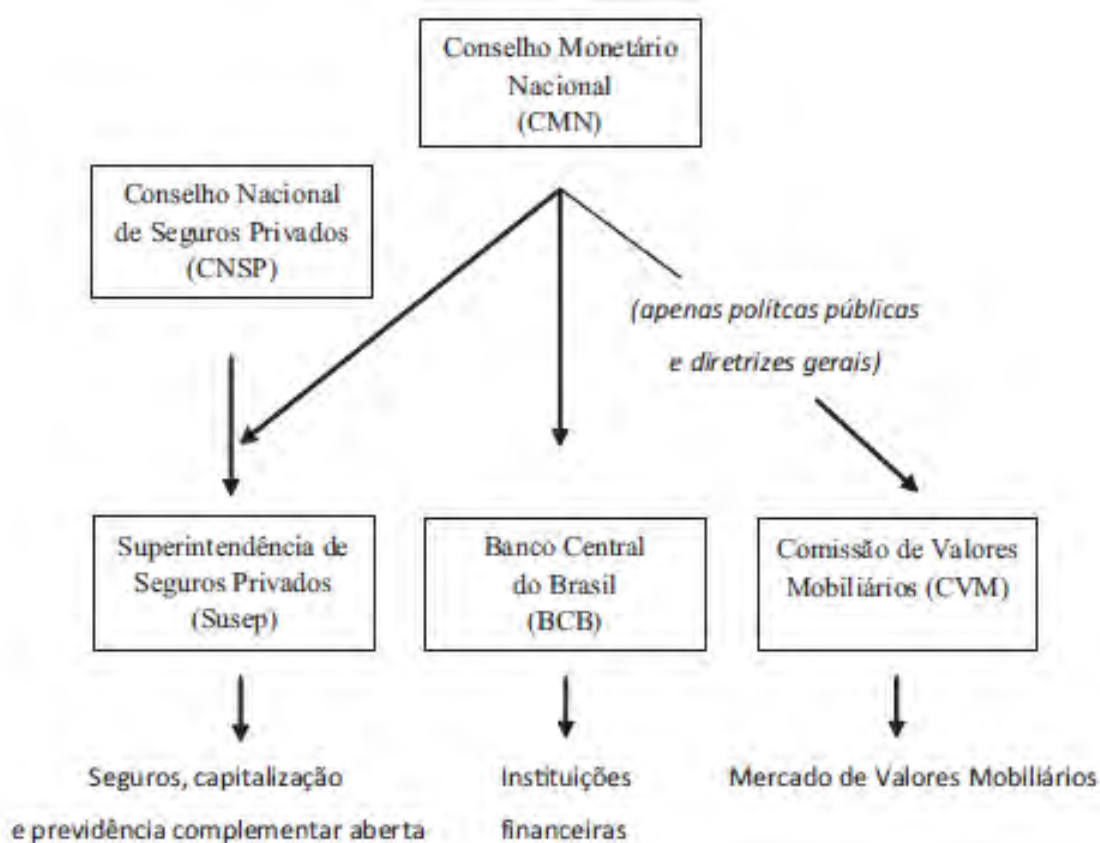 Conselho Monetário
Nacional
(CMN)
Conselho Nacional
de Seguros Privados
(CNSP)
(apenas polítcas públicas
e diretrizes gerais)
Superintendência de
Seguros Privados
(Susep)
Banco Central
do Brasil
(BCB)
Comissão de Valores
Mobiliários (CVM)
Seguros, capitalização
e previdência complementar aberta
Instituições
financeiras
Mercado de Valores Mobiliários